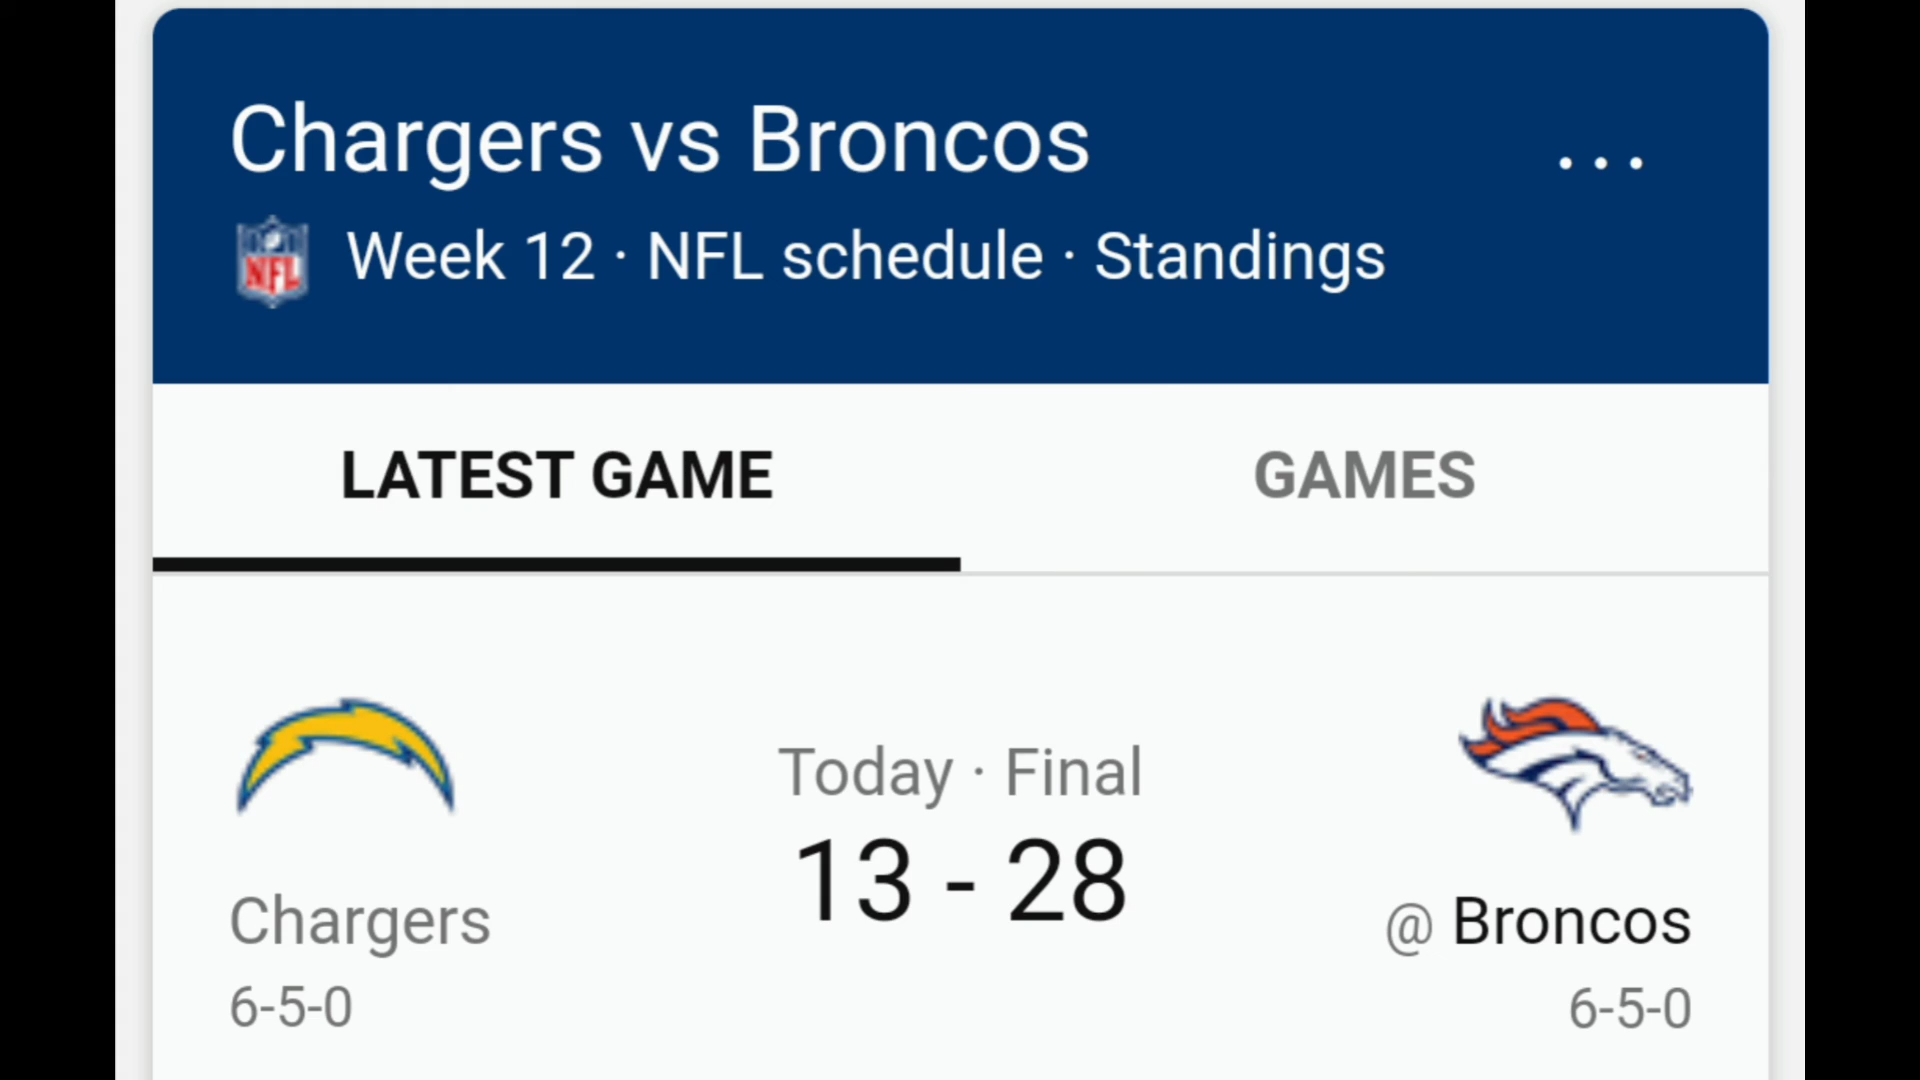 Chargers vs Broncos
...
NFL Week 12 · NFL schedule · Standings
LATEST GAME
GAMES
Today · Final
13 - 28
Chargers
@ Broncos
6-5-0
6-5-0